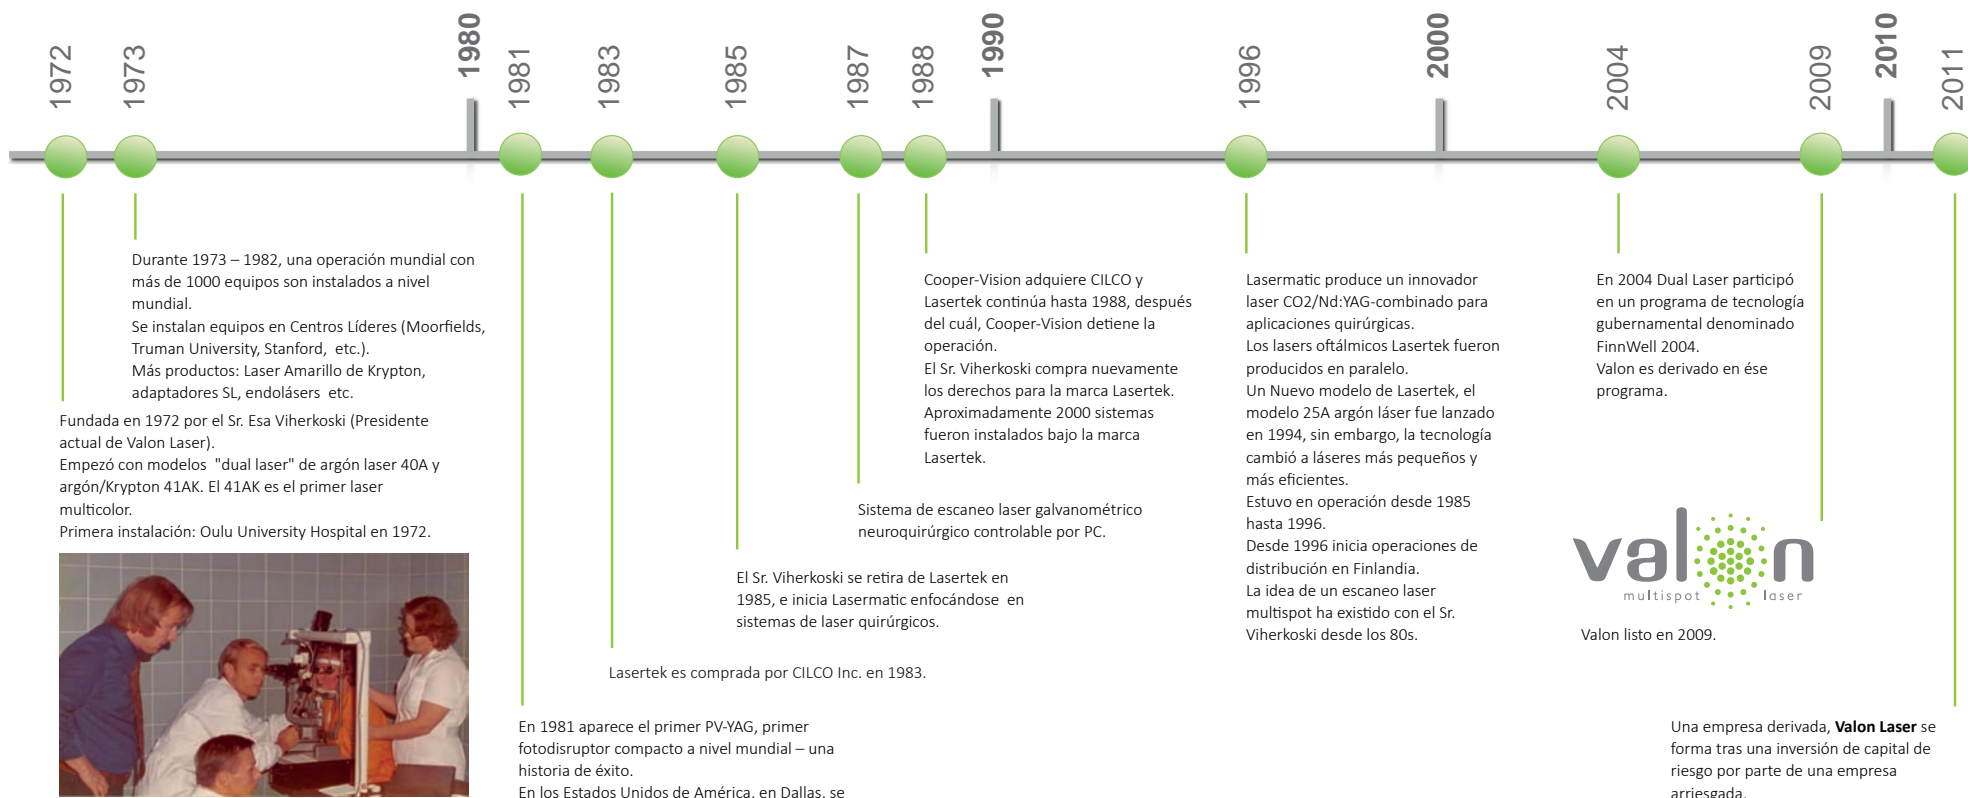 1972
1973
1980
1981
1983
1985
1987
1988
1990
1996
2000
2004
2009
2010
2011
Durante 1973 – 1982, una operación mundial con
más de 1000 equipos son instalados a nivel
mundial.
Se instalan equipos en Centros Líderes (Moorfields,
Truman University, Stanford, etc.).
Más productos: Laser Amarillo de Krypton,
adaptadores SL, endolásers etc.
Fundada en 1972 por el Sr. Esa Viherkoski (Presidente
actual de Valon Laser).
Empezó con modelos "dual laser" de argón laser 40A y
argón/Krypton 41AK. El 41AK es el primer laser
multicolor.
Primera instalación: Oulu University Hospital en 1972.
En 1981 aparece el primer PV-YAG, primer
fotodisruptor compacto a nivel mundial – una
historia de éxito.
En los Estados Unidos de América, en Dallas, se
Lasertek es comprada por CILCO Inc. en 1983.
El Sr. Viherkoski se retira de Lasertek en
1985, e inicia Lasermatic enfocándose en
sistemas de laser quirúrgicos.
Sistema de escaneo laser galvanométrico
neuroquirúrgico controlable por PC.
Cooper-Vision adquiere CILCO y
Lasertek continúa hasta 1988, después
del cuál, Cooper-Vision detiene la
operación.
El Sr. Viherkoski compra nuevamente
los derechos para la marca Lasertek.
Aproximadamente 2000 sistemas
fueron instalados bajo la marca
Lasertek.
Lasermatic produce un innovador
laser CO2/Nd:YAG-combinado para
aplicaciones quirúrgicas.
Los lasers oftálmicos Lasertek fueron
producidos en paralelo.
Un Nuevo modelo de Lasertek, el
modelo 25A argón láser fue lanzado
en 1994, sin embargo, la tecnología
cambió a láseres más pequeños y
más eficientes.
Estuvo en operación desde 1985
hasta 1996.
Desde 1996 inicia operaciones de
distribución en Finlandia.
La idea de un escaneo laser
multispot ha existido con el Sr.
Viherkoski desde los 80s.
En 2004 Dual Laser participó
en un programa de tecnología
gubernamental denominado
FinnWell 2004.
Valon es derivado en ése
programa.
valon
multispot laser
Valon listo en 2009.
Una empresa derivada, Valon Laser se
forma tras una inversión de capital de
riesgo por parte de una empresa
arriesgada.